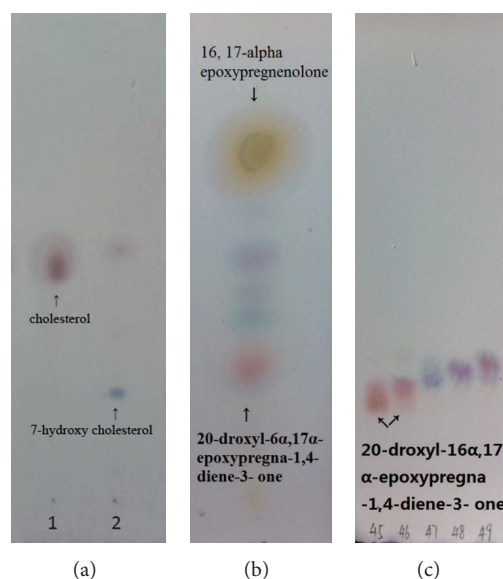 16, 17-alpha
epoxypregnenolone
↓
↑
cholesterol
↑
7-hydroxy cholesterol
1 2
↑
20-droxyl-6α,17α-
epoxypregna-1,4-
diene-3- one
20-droxyl-16α,17
α-epoxypregna
-1,4-diene-3- one
45 46 47 48 49
(a) (b) (c)